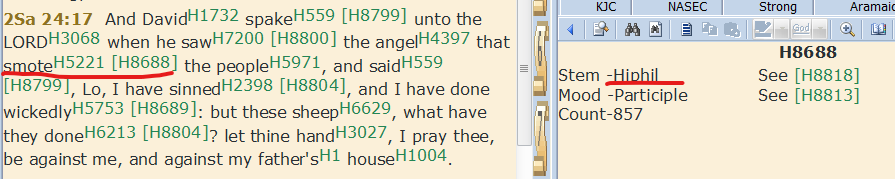 2Sa 24:17 And DavidH1732 spakeH559 [H8799] unto the
LORDH3068 when he sawH7200 [H8800] the angelH4397 that
smoteH5221 [H8688] the peopleH5971, and saidH559
[H8799], Lo, I have sinnedH2398 [H8804], and I have done
wickedlyH5753 [H8689]: but these sheepH6629, what have
they doneH6213 [H8804]? let thine handH3027, I pray thee,
be against me, and against my father'sH1 houseH1004.
KJC NASEC Strong Aramaic
God
H8688
Stem -Hiphil See [H8818]
Mood -Participle See [H8813]
Count-857